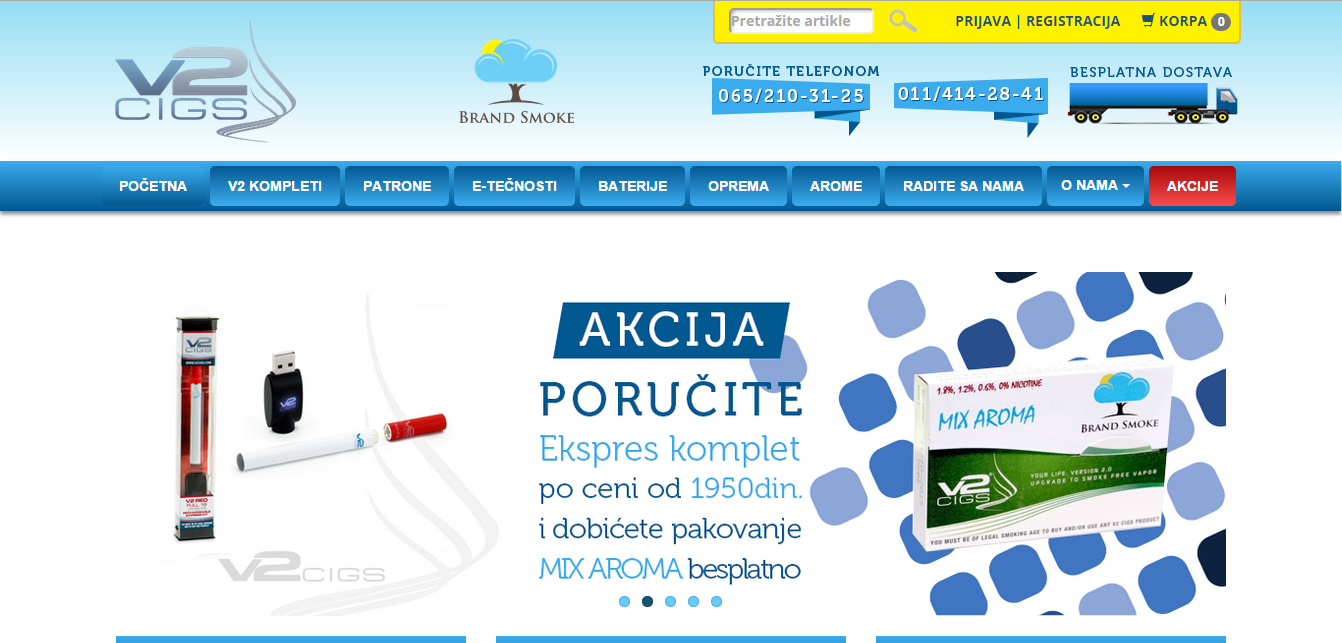 Pretražite artikle
PRIJAVA | REGISTRACIJA
KORPA 0
V2
CIGS
BRAND SMOKE
PORUČITE TELEFONOM
065/210-31-25
011/414-28-41
BESPLATNA DOSTAVA
POČETNA
V2 KOMPLETI
PATRONE
E-TEČNOSTI
BATERIJE
OPREMA
AROME
RADITE SA NAMA
O NAMA
AKCIJE
V2
CIGS
V2 RED
V2
V2
V2CIGS
AKCIJA
PORUČITE
Ekspres komplet
po ceni od 1950din.
i dobićete pakovanje
MIX AROMA besplatno
1.8%, 1.2%, 0.6%, 0% NICOTINE
MIX AROMA
BRAND SMOKE
V2
CIGS
YOUR LIFE. VERSION 2.0
UPGRADE TO SMOKE FREE VAPOR
YOU MUST BE OF LEGAL SMOKING AGE TO BUY AND/OR USE ANY V2 CIGS PRODUCT